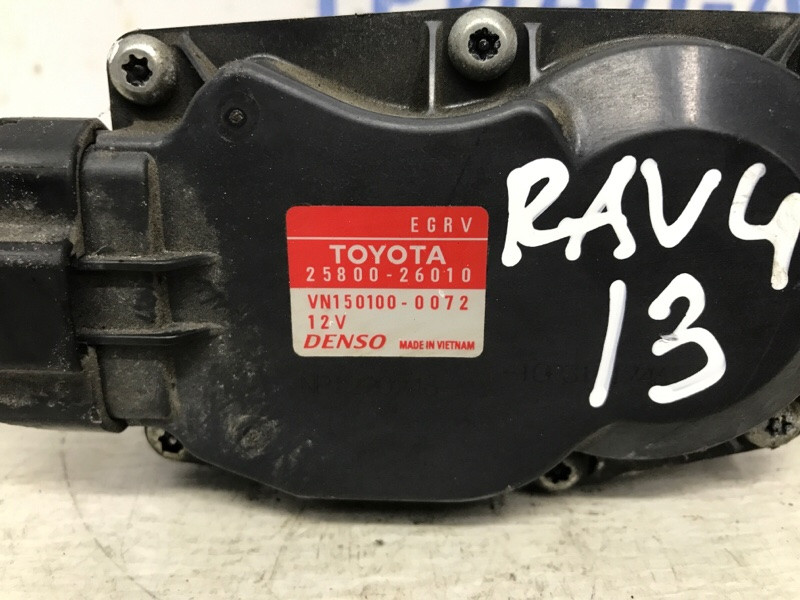 EGRV
TOYOTA
25800-26010
VN150100-0072
12V
DENSO MADE IN VIETNAM
RAV4
13